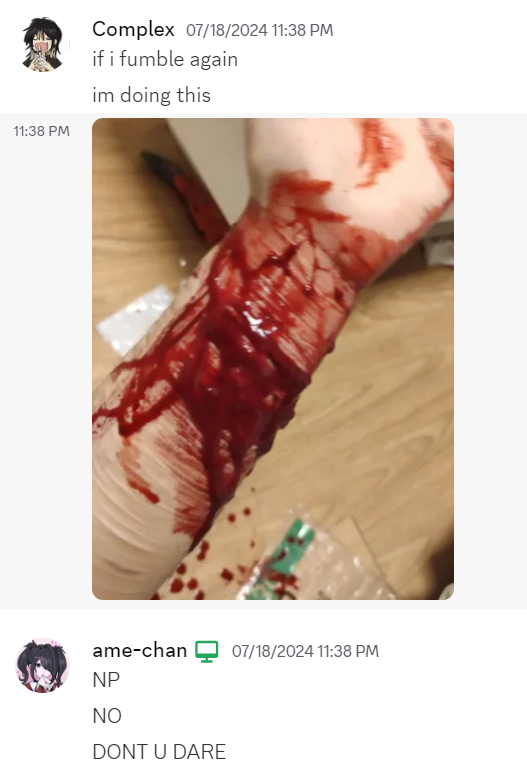 Complex 07/18/2024 11:38 PM
if i fumble again
im doing this
11:38 PM
ame-chan 07/18/2024 11:38 PM
NP
NO
DONT U DARE